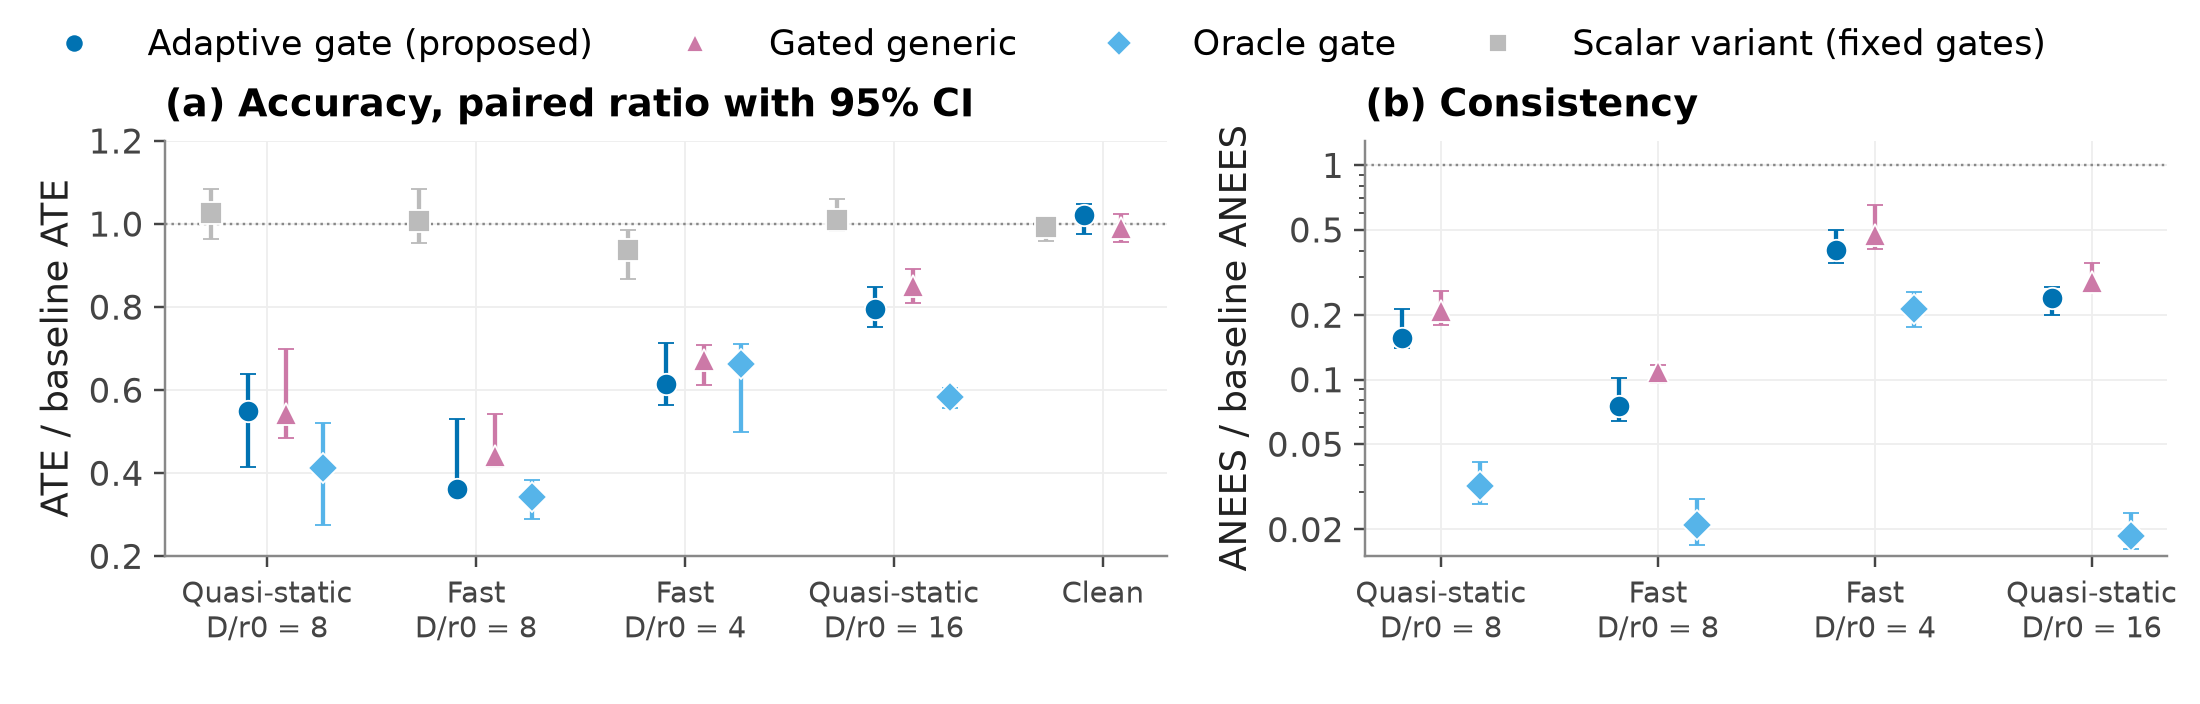 Adaptive gate (proposed) Gated generic Oracle gate Scalar variant (fixed gates)
(a) Accuracy, paired ratio with 95% CI
ATE / baseline ATE
1.2
1.0
0.8
0.6
0.4
0.2
Quasi-static Fast Fast Quasi-static Clean
D/r0 = 8 D/r0 = 8 D/r0 = 4 D/r0 = 16
(b) Consistency
ANEES / baseline ANEES
1
0.5
0.2
0.1
0.05
0.02
Quasi-static Fast Fast Quasi-static
D/r0 = 8 D/r0 = 8 D/r0 = 4 D/r0 = 16